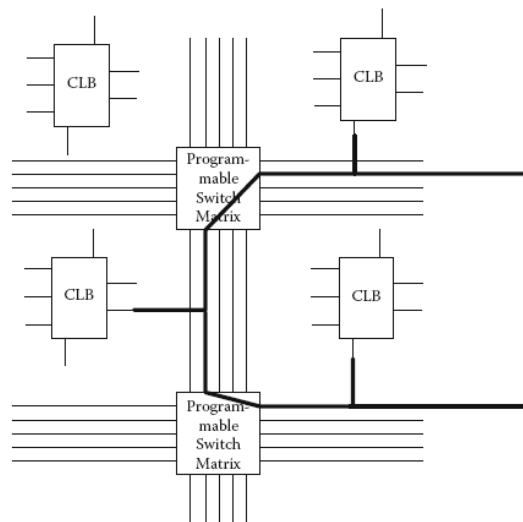 CLB
CLB
Program-
mable
Switch
Matrix
CLB
CLB
Program-
mable
Switch
Matrix